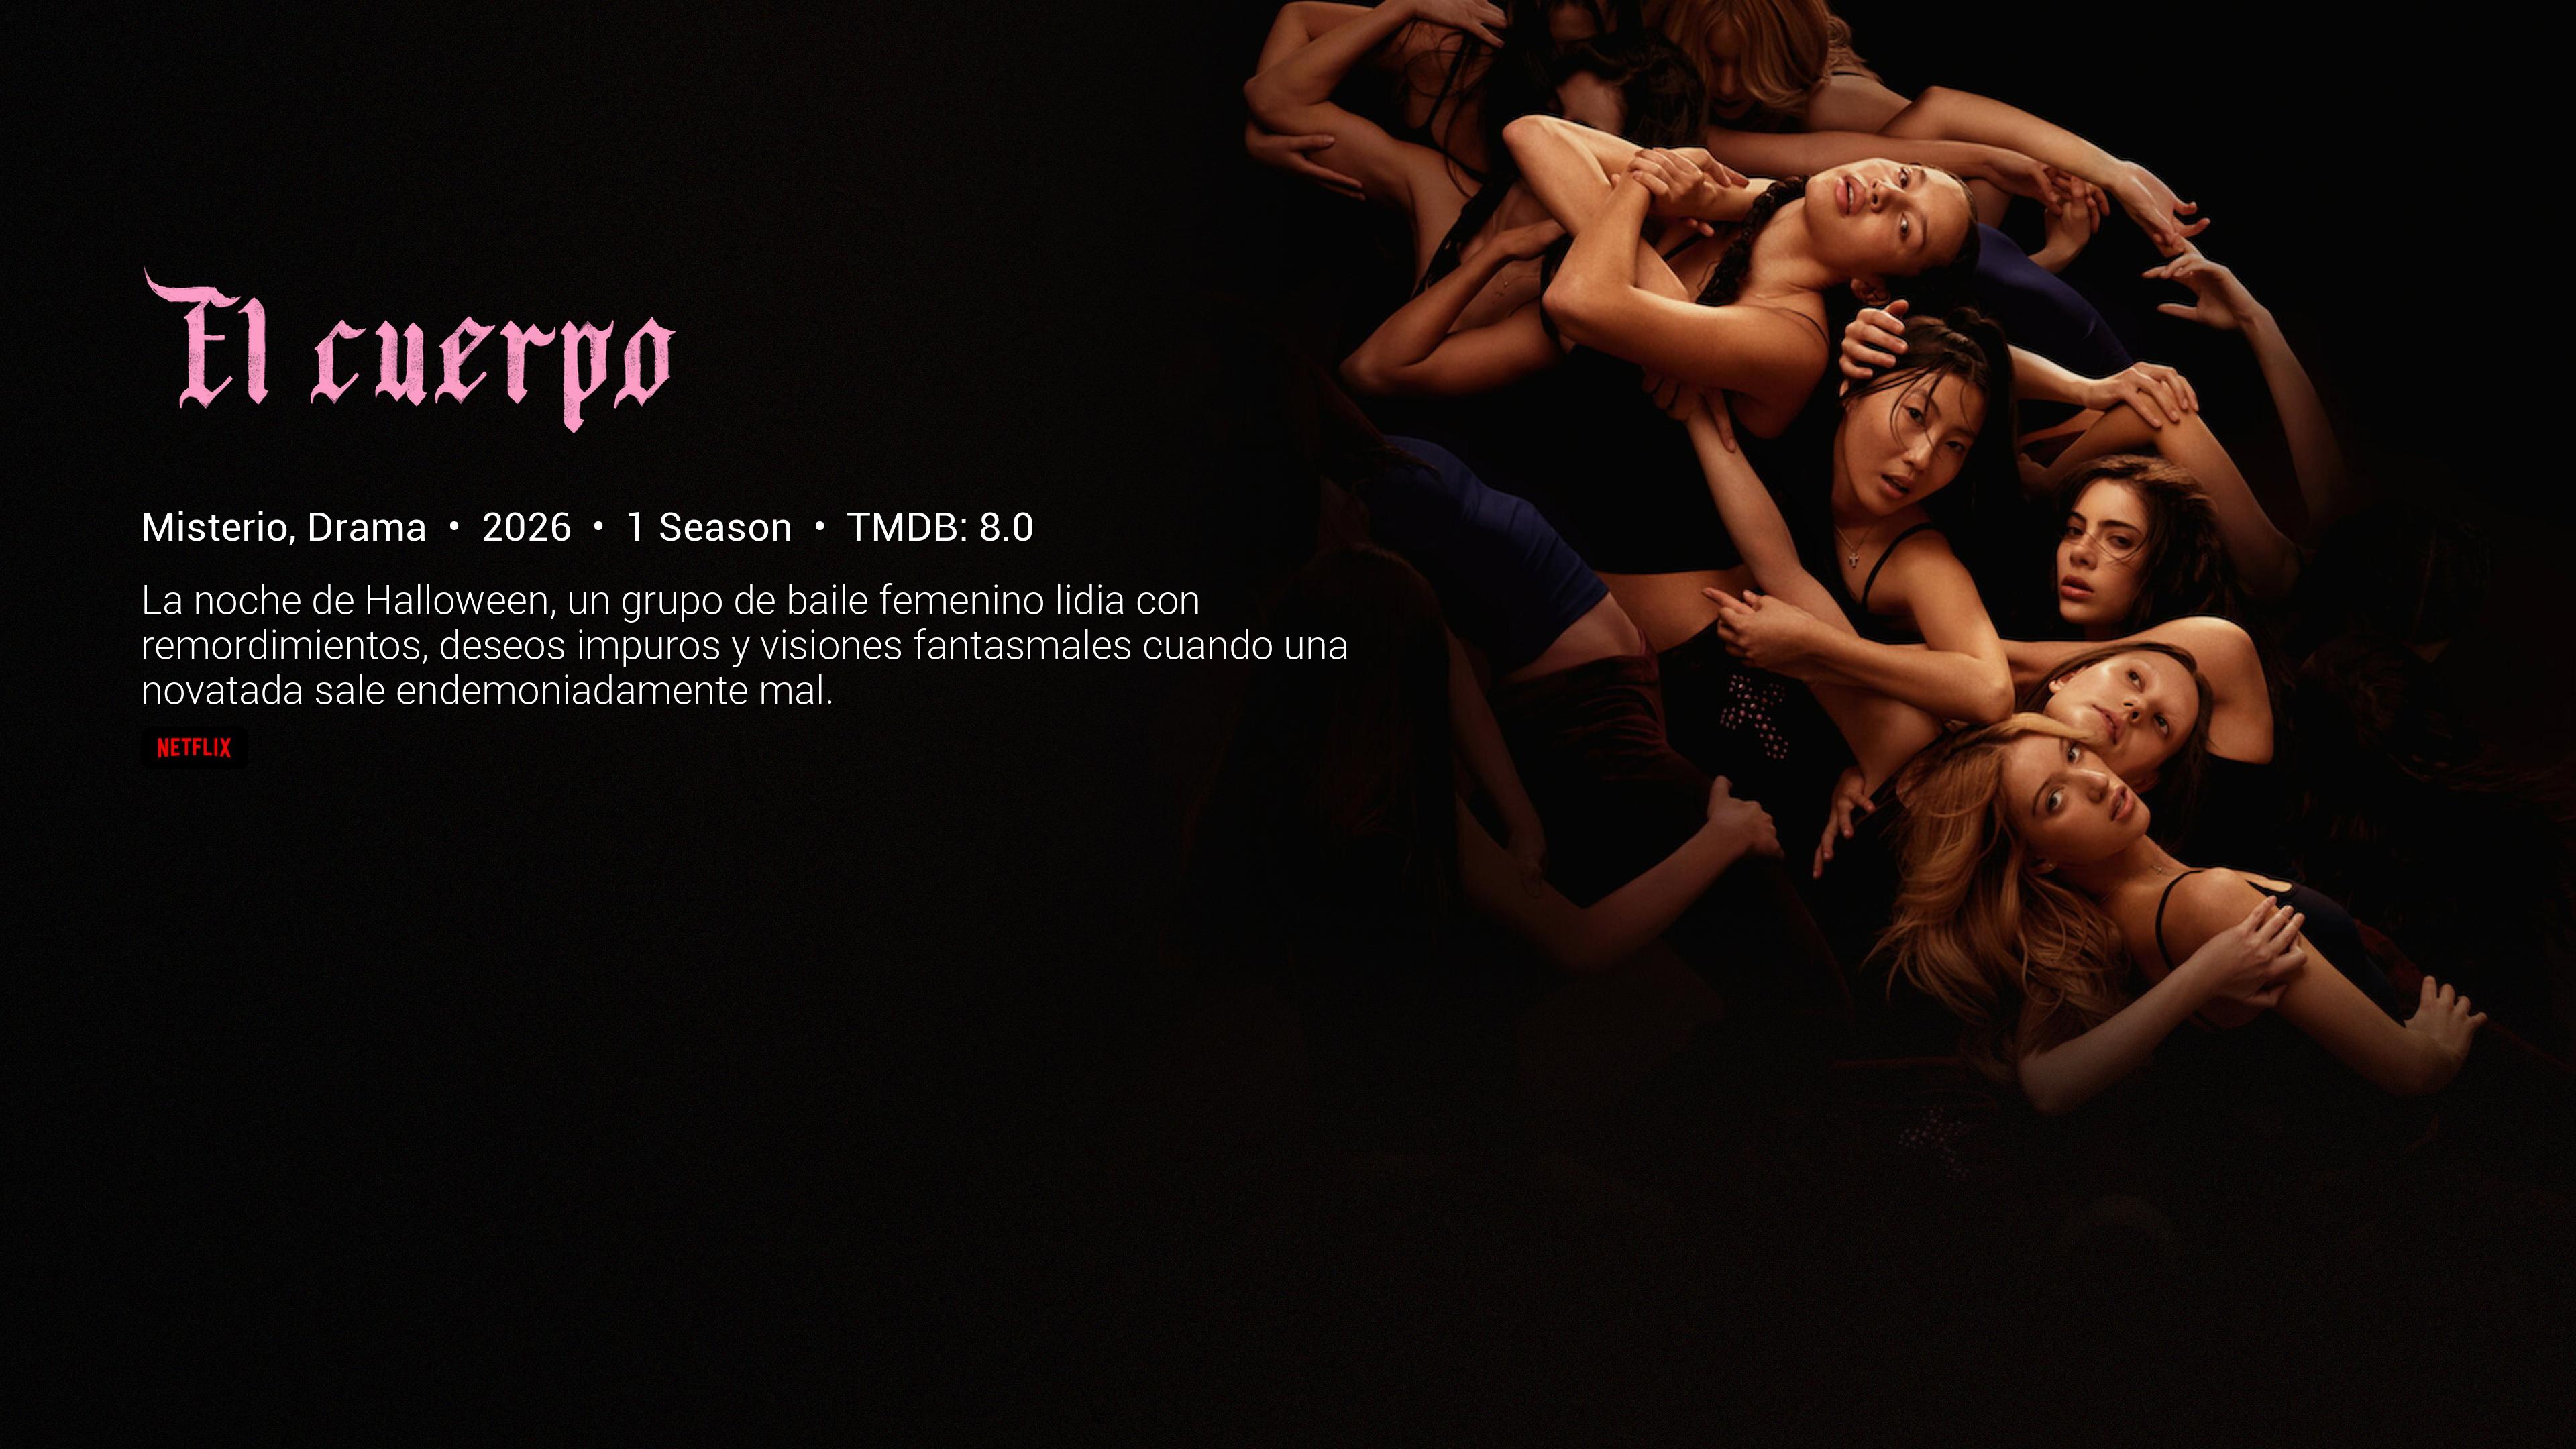 El cuerpo
Misterio, Drama • 2026 • 1 Season • TMDB: 8.0
La noche de Halloween, un grupo de baile femenino lidia con
remordimientos, deseos impuros y visiones fantasmales cuando una
novatada sale endemoniadamente mal.
NETFLIX